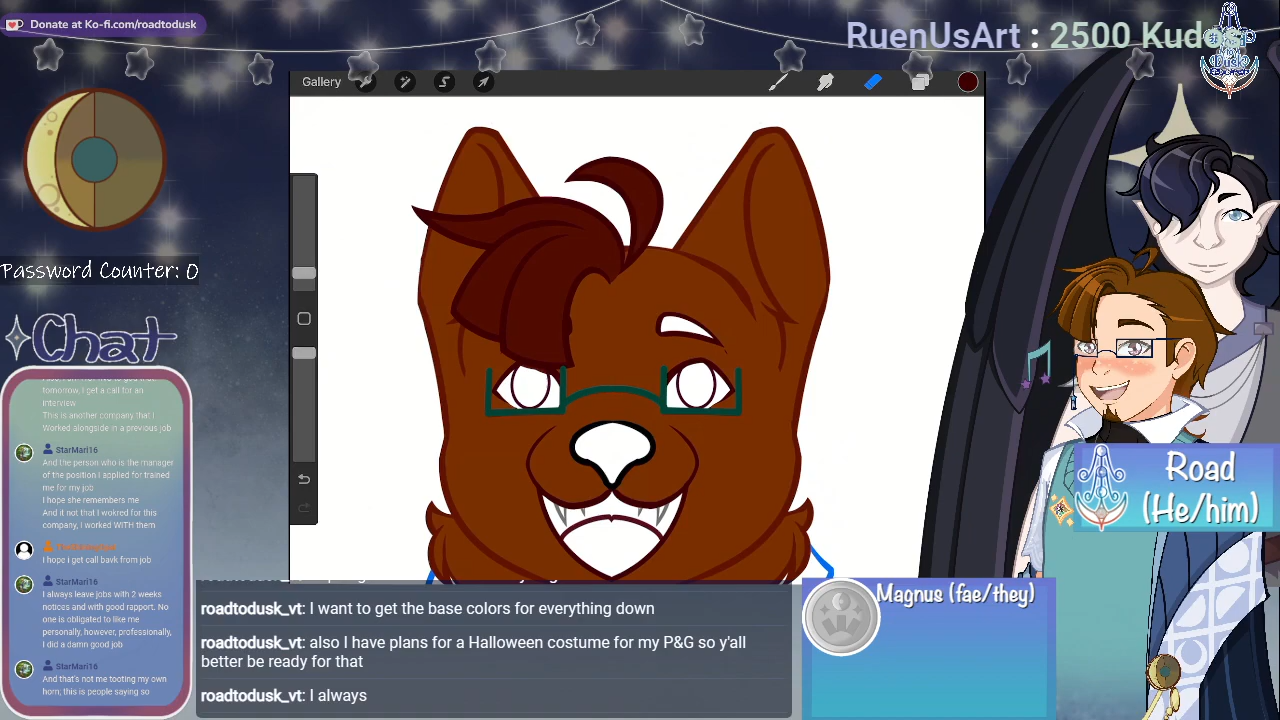 Donate at Ko-fi.com/roadtodusk
RuenUsArt : 2500 Kudos
Gallery
Password Counter: 0
Chat
tomorrow, I get a call for an
interview
This is another company that I
Worked alongside in a previous job
StarMari16
And the person who is the manager
of the position I applied for trained
me for my job
I hope she remembers me
And it not that I wokred for this
company, I worked WITH them
I hope i get call bavk from job
StarMari16
I always leave jobs with 2 weeks
notices and with good rapport. No
one is obligated to like me
personally, however, professionally,
I did a damn good job
StarMari16
And that's not me tooting my own
horn, this is people saying so
roadtodusk_vt: I want to get the base colors for everything down
roadtodusk_vt: also I have plans for a Halloween costume for my P&G so y'all
better be ready for that
roadtodusk_vt: I always
Road
(He/him)
Magnus (fae/they)